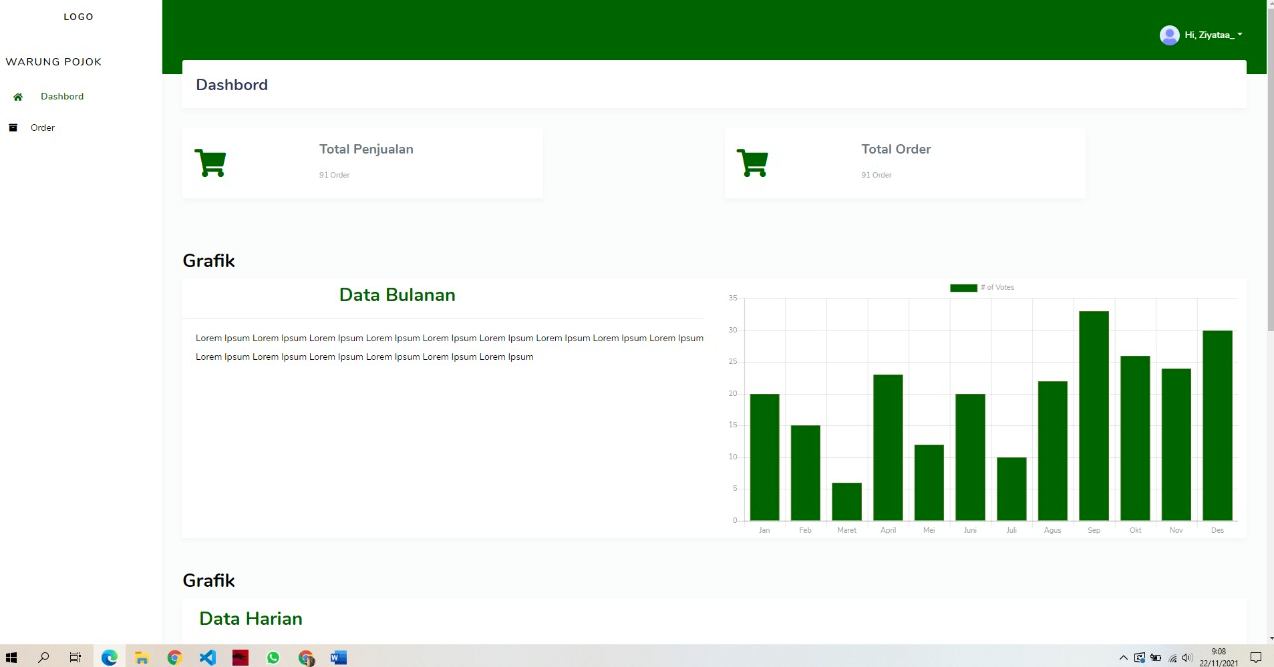 LOGO
Hi, Ziyataa_
WARUNG POJOK
Dashbord
Order
Dashbord
Total Penjualan
91 Order
Total Order
91 Order
Grafik
Data Bulanan
Lorem Ipsum Lorem Ipsum Lorem Ipsum Lorem Ipsum Lorem Ipsum Lorem Ipsum Lorem Ipsum Lorem Ipsum Lorem Ipsum
Lorem Ipsum Lorem Ipsum Lorem Ipsum Lorem Ipsum Lorem Ipsum Lorem Ipsum
# of Votes
35
30
25
20
15
10
5
0
Jan Feb Maret April Mei Juni Juli Agus Sep Okt Nov Des
Grafik
Data Harian
9:08
22/11/2021